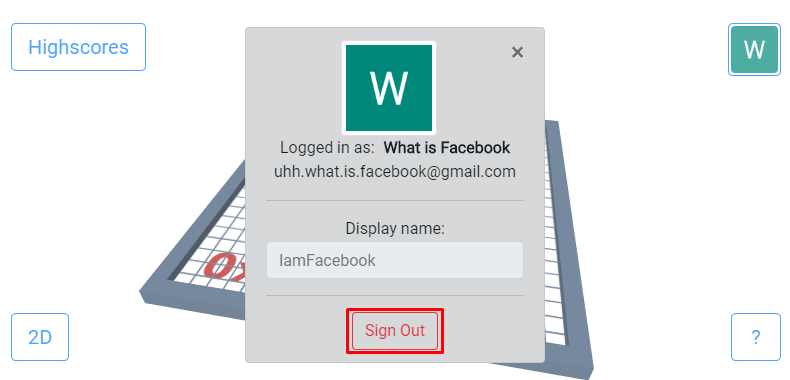 Highscores
W
×
W
Logged in as: What is Facebook
uhh.what.is.facebook@gmail.com
Display name:
IamFacebook
Sign Out
2D
?